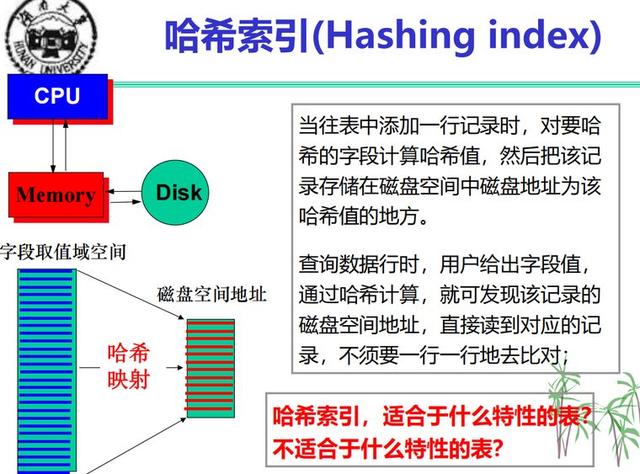 哈希索引(Hashing index)
HUNAN UNIVERSITY
CPU
Memory
Disk
字段取值域空间
磁盘空间地址
哈希
映射
当往表中添加一行记录时，对要哈
希的字段计算哈希值，然后把该记
录存储在磁盘空间中磁盘地址为该
哈希值的地方。
查询数据行时，用户给出字段值，
通过哈希计算，就可发现该记录的
磁盘空间地址，直接读到对应的记
录，不须要一行一行地去比对；
哈希索引，适合于什么特性的表？
不适合于什么特性的表？